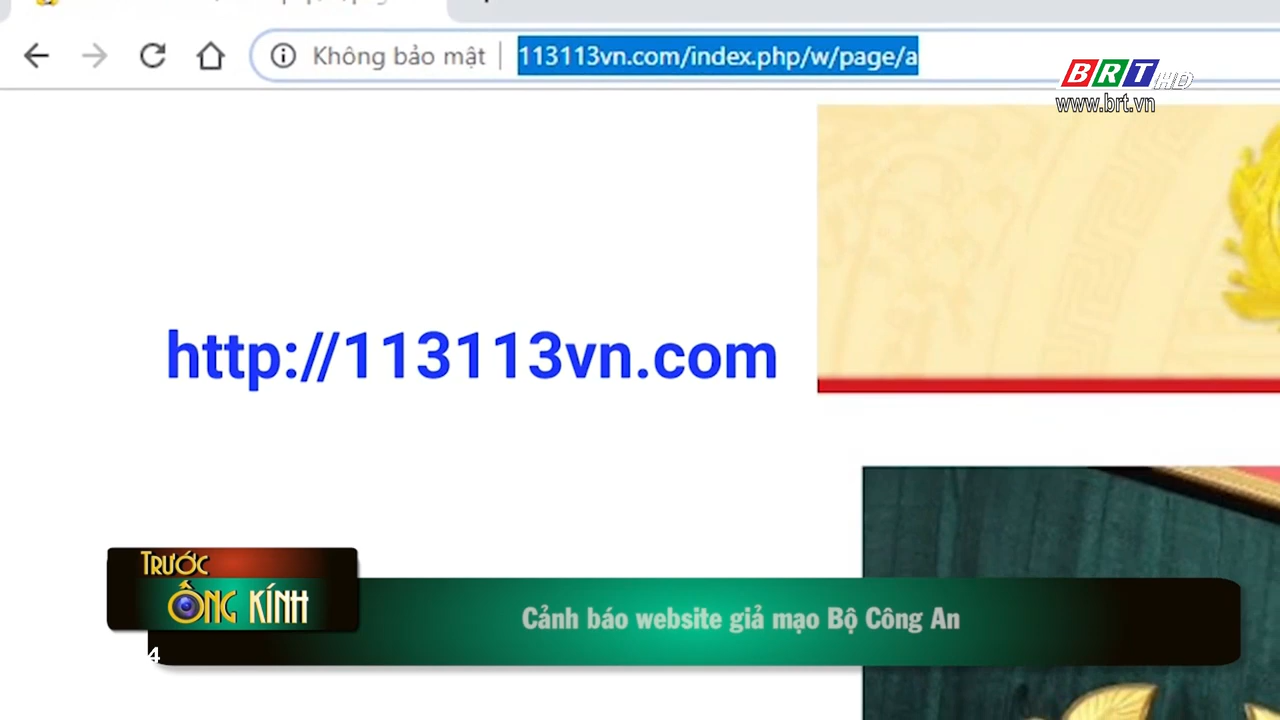 Không bảo mật | 113113vn.com/index.php/w/page/a
BRT HD
www.brt.vn
http://113113vn.com
TRƯỚC
ỐNG KÍNH
Cảnh báo website giả mạo Bộ Công An
4